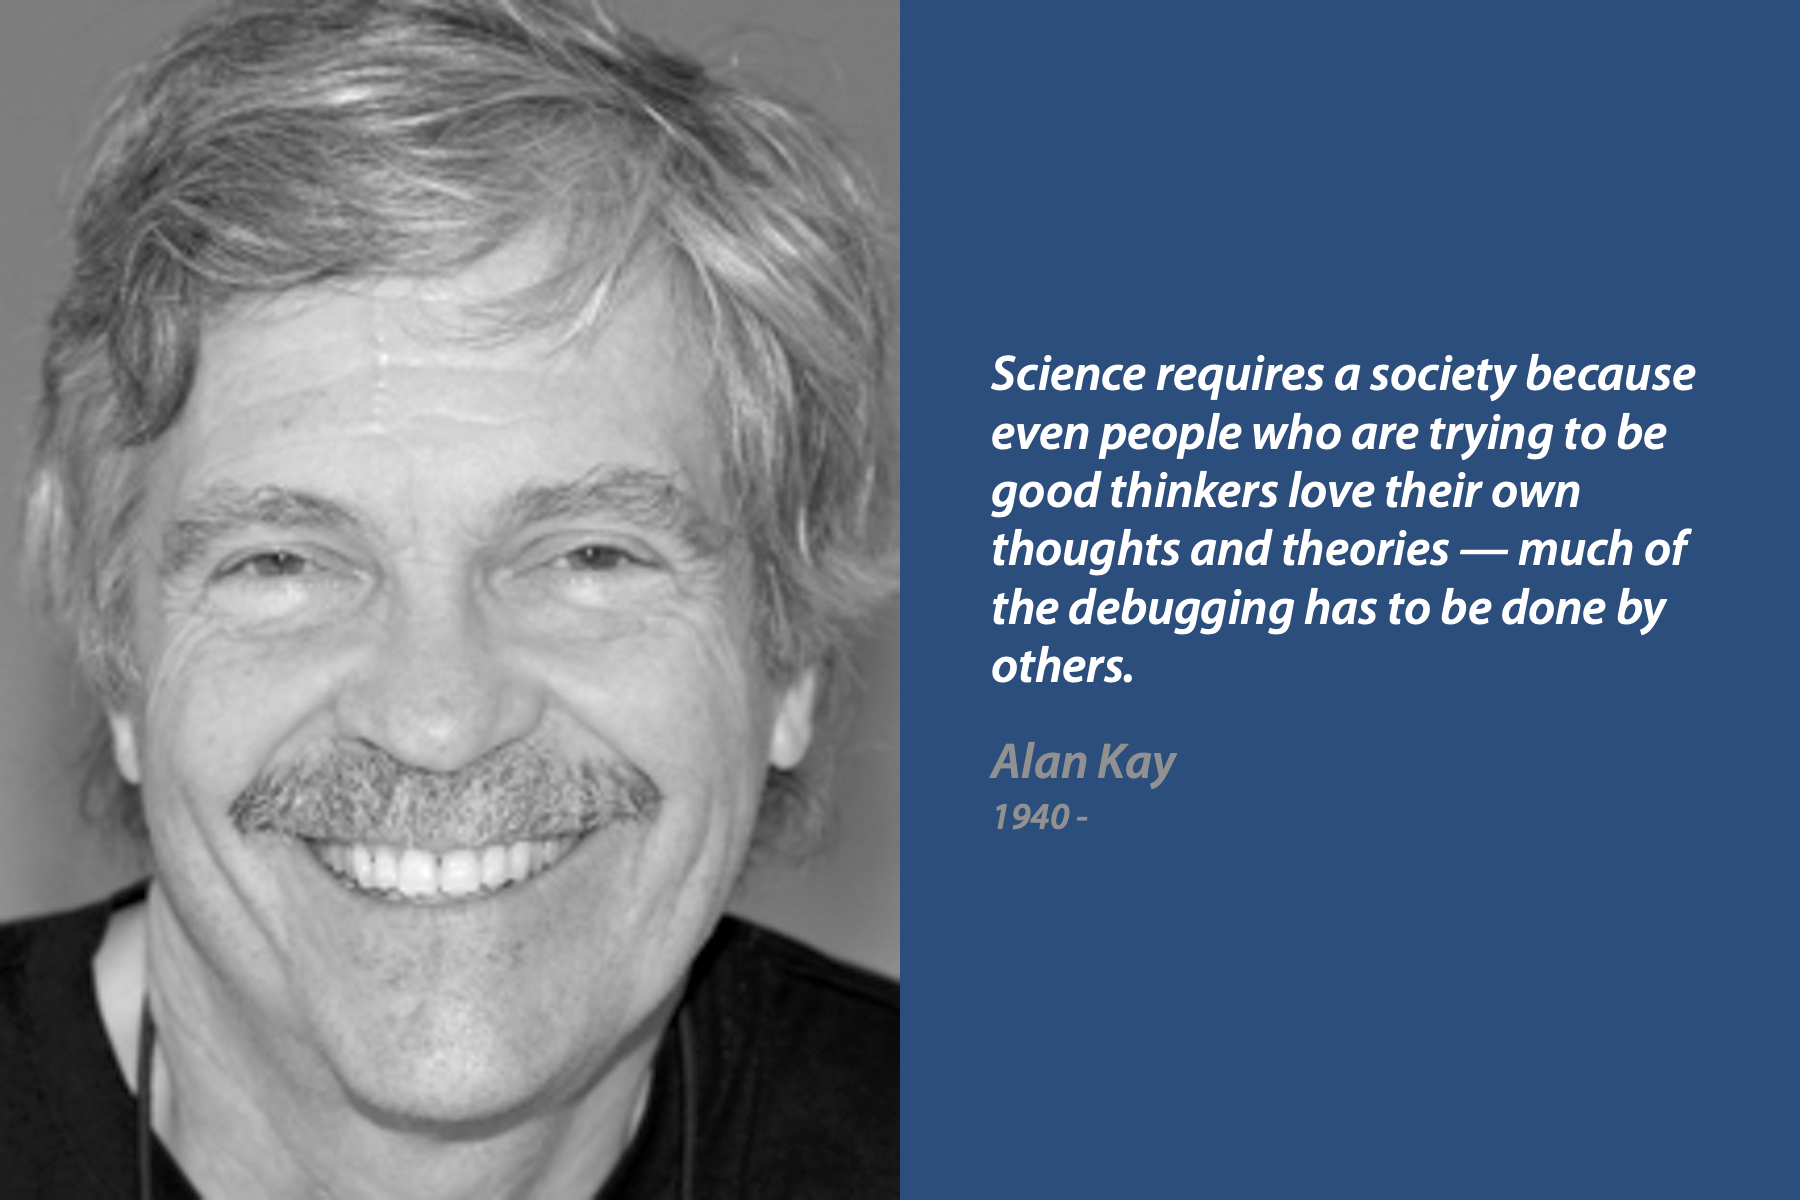 Science requires a society because
even people who are trying to be
good thinkers love their own
thoughts and theories — much of
the debugging has to be done by
others.
Alan Kay
1940 -